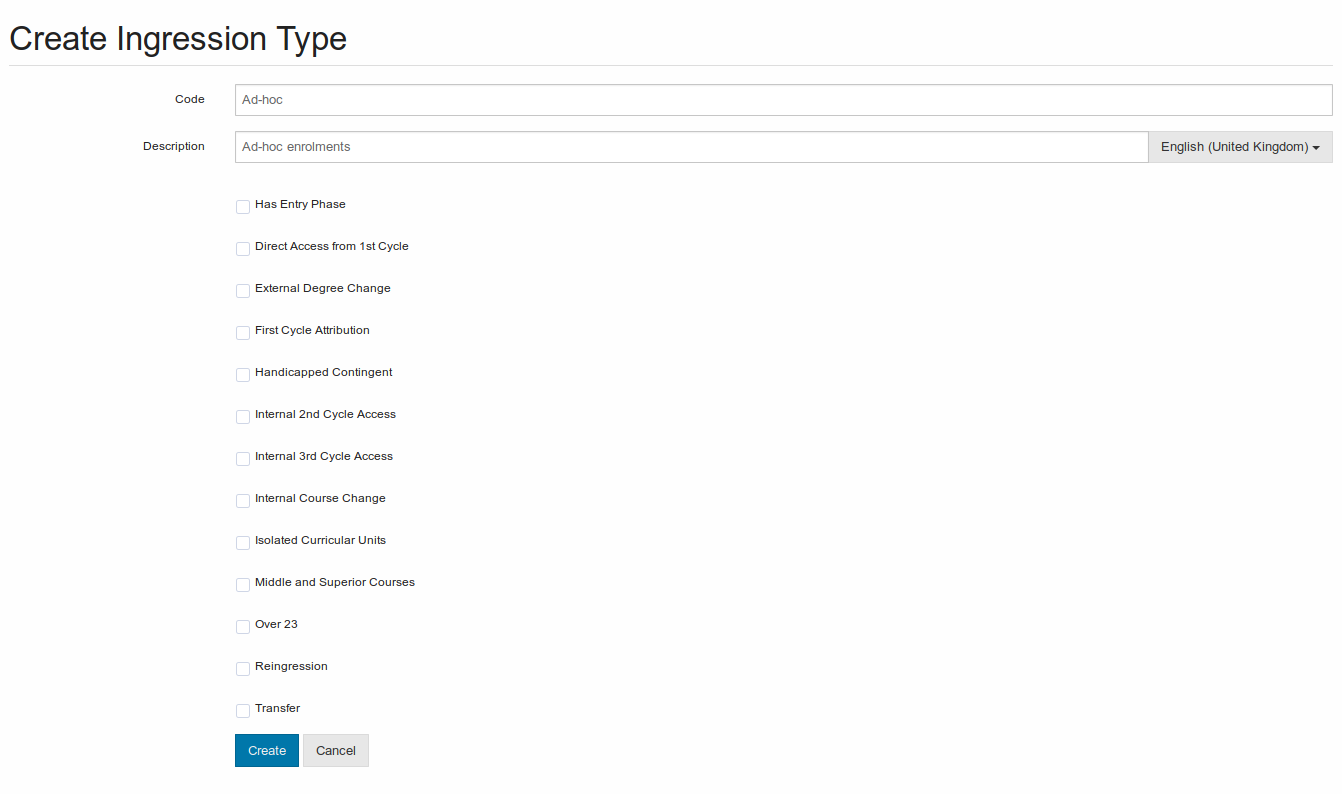 Create Ingression Type
Code Ad-hoc
Description Ad-hoc enrolments English (United Kingdom)
Has Entry Phase
Direct Access from 1st Cycle
External Degree Change
First Cycle Attribution
Handicapped Contingent
Internal 2nd Cycle Access
Internal 3rd Cycle Access
Internal Course Change
Isolated Curricular Units
Middle and Superior Courses
Over 23
Reingression
Transfer
Create Cancel